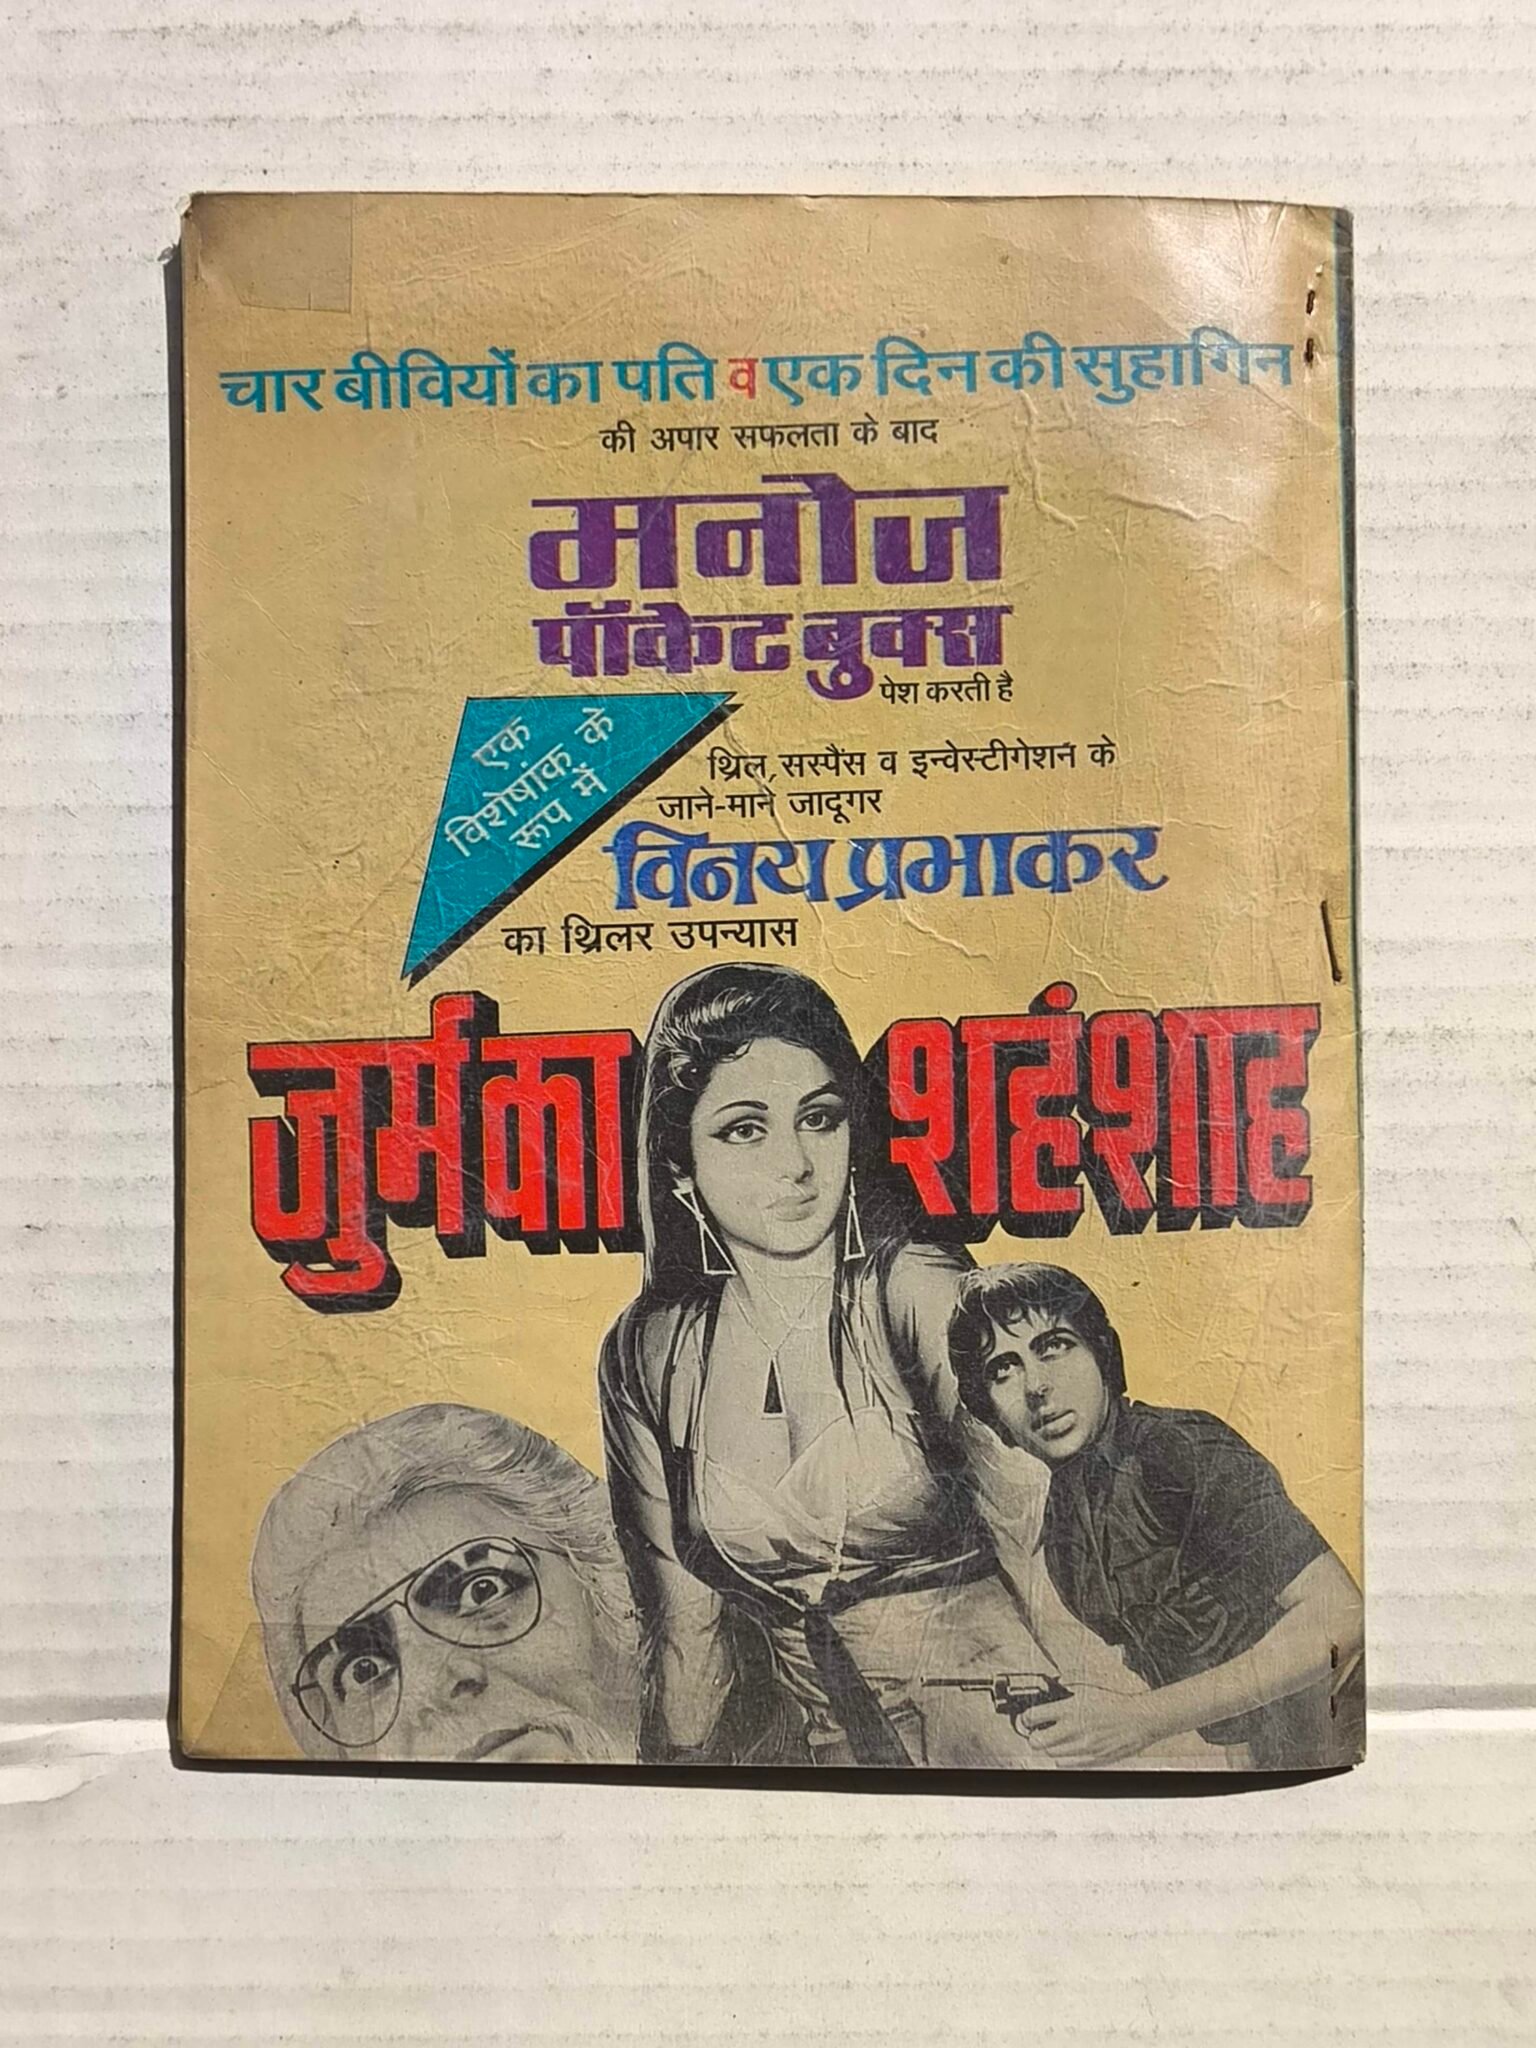 चार बीवियों का पति व एक दिन की सुहागिन
की अपार सफलता के बाद
मनोज
पॉकेट बुक्स
पेश करती है
एक
विशेषांक के
रूप में
थ्रिल, सस्पैंस व इन्वेस्टीगेशन के
जाने-माने जादूगर
विनय प्रभाकर
का थ्रिलर उपन्यास
जुर्म का शहंशाह